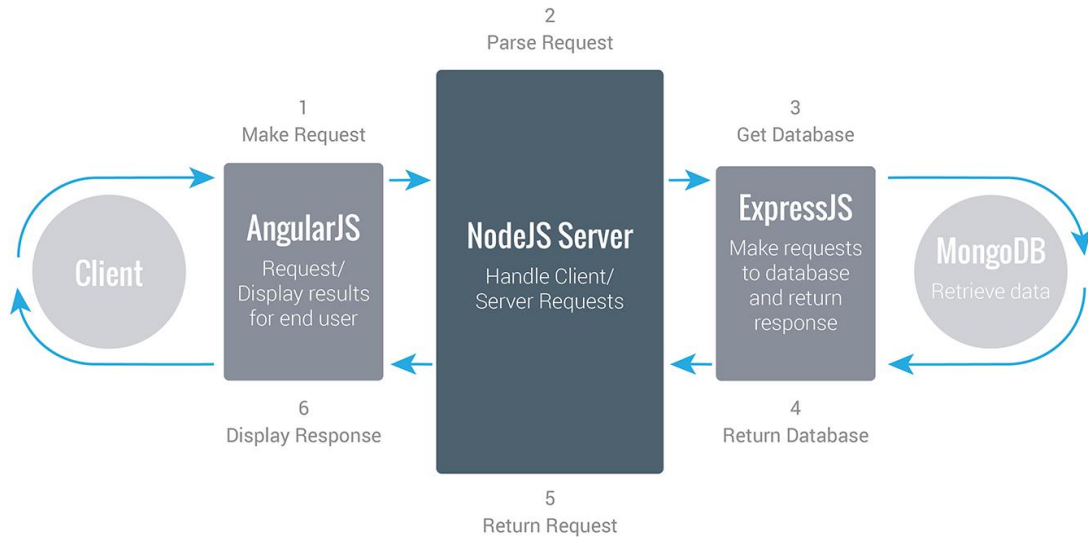 2
Parse Request
1
Make Request
3
Get Database
Client
AngularJS
Request/
Display results
for end user
NodeJS Server
Handle Client/
Server Requests
ExpressJS
Make requests
to database
and return
response
MongoDB
Retrieve data
6
Display Response
4
Return Database
5
Return Request